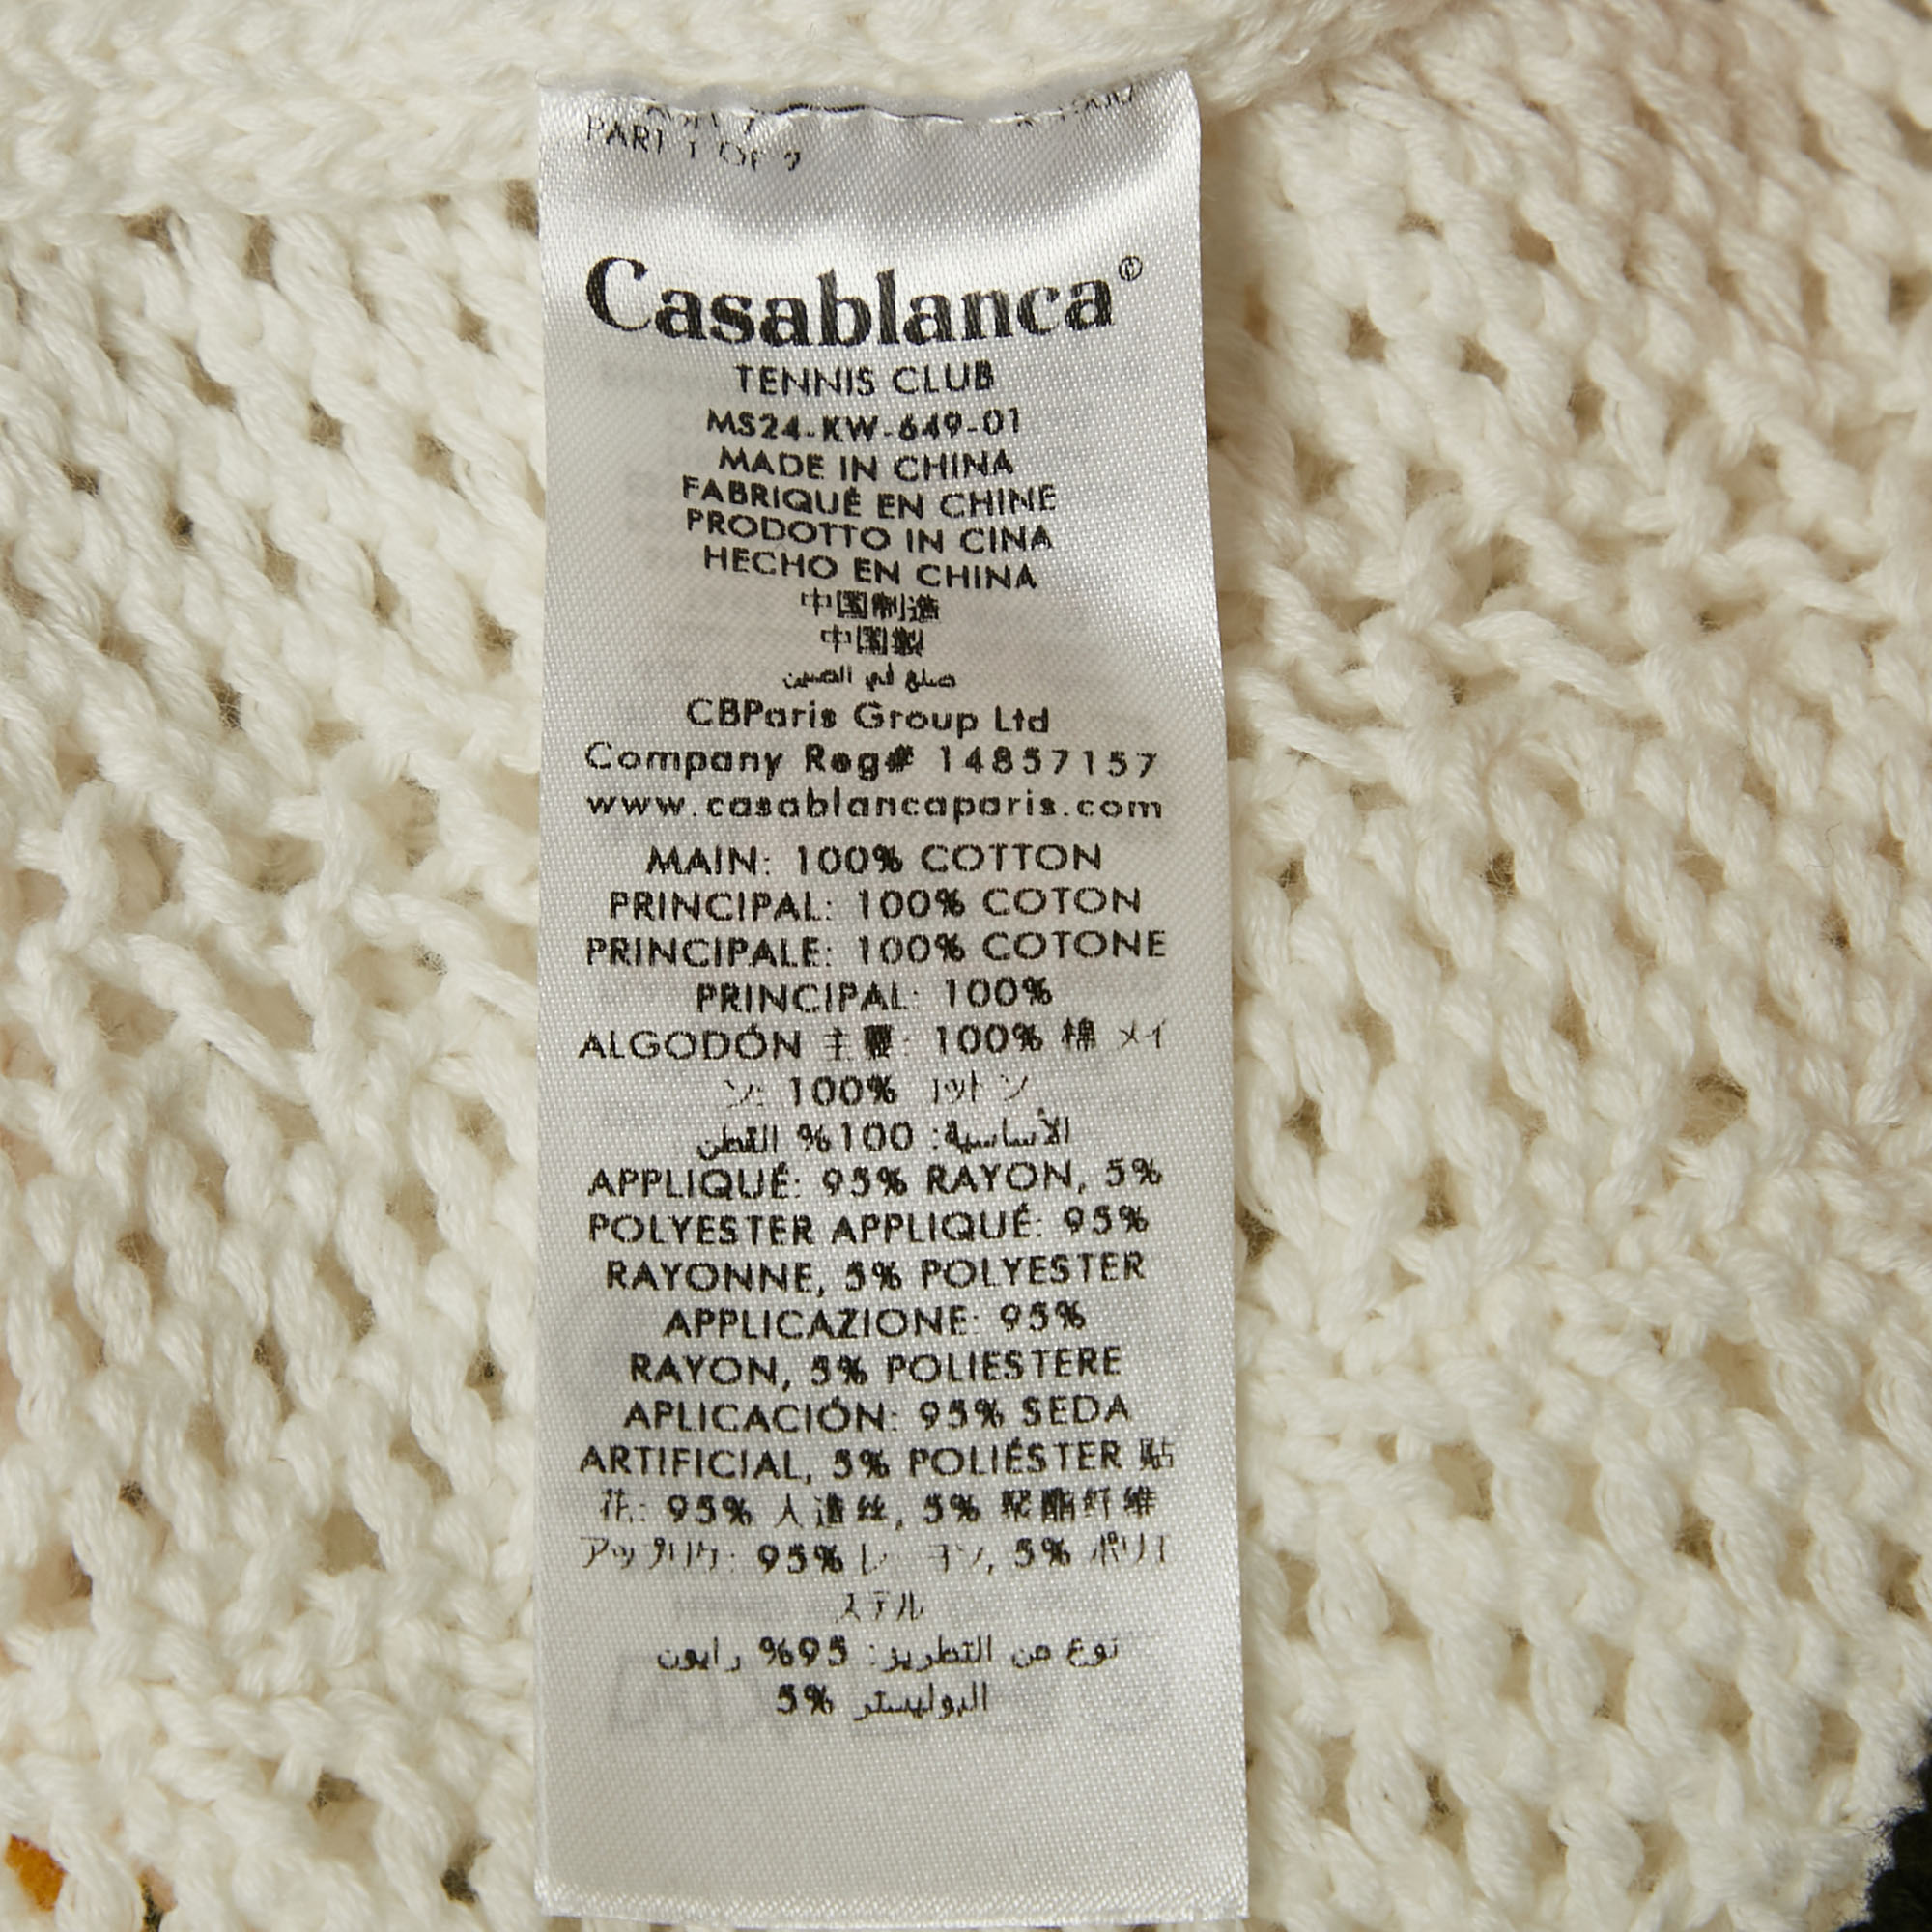 PART 1 OF 2
Casablanca©
TENNIS CLUB
MS24-KW-649-01
MADE IN CHINA
FABRIQUÉ EN CHINE
PRODOTTO IN CINA
HECHO EN CHINA
中国制造
中国製
صنع في الصين
CBParis Group Ltd
Company Reg# 14857157
www.casablancaparis.com
MAIN: 100% COTTON
PRINCIPAL: 100% COTON
PRINCIPALE: 100% COTONE
PRINCIPAL: 100%
ALGODÓN 主要: 100% 棉 メイ
ン: 100% コットン
الأساسية: 100% القطن
APPLIQUÉ: 95% RAYON, 5%
POLYESTER APPLIQUÉ: 95%
RAYONNE, 5% POLYESTER
APPLICAZIONE: 95%
RAYON, 5% POLIESTERE
APLICACIÓN: 95% SEDA
ARTIFICIAL, 5% POLIÉSTER 贴
花: 95% 人造丝, 5% 聚酯纤维
アップリケ: 95% レーヨン, 5% ポリエ
ステル
نوع من التطريز: 95% رايون
البوليستر 5%